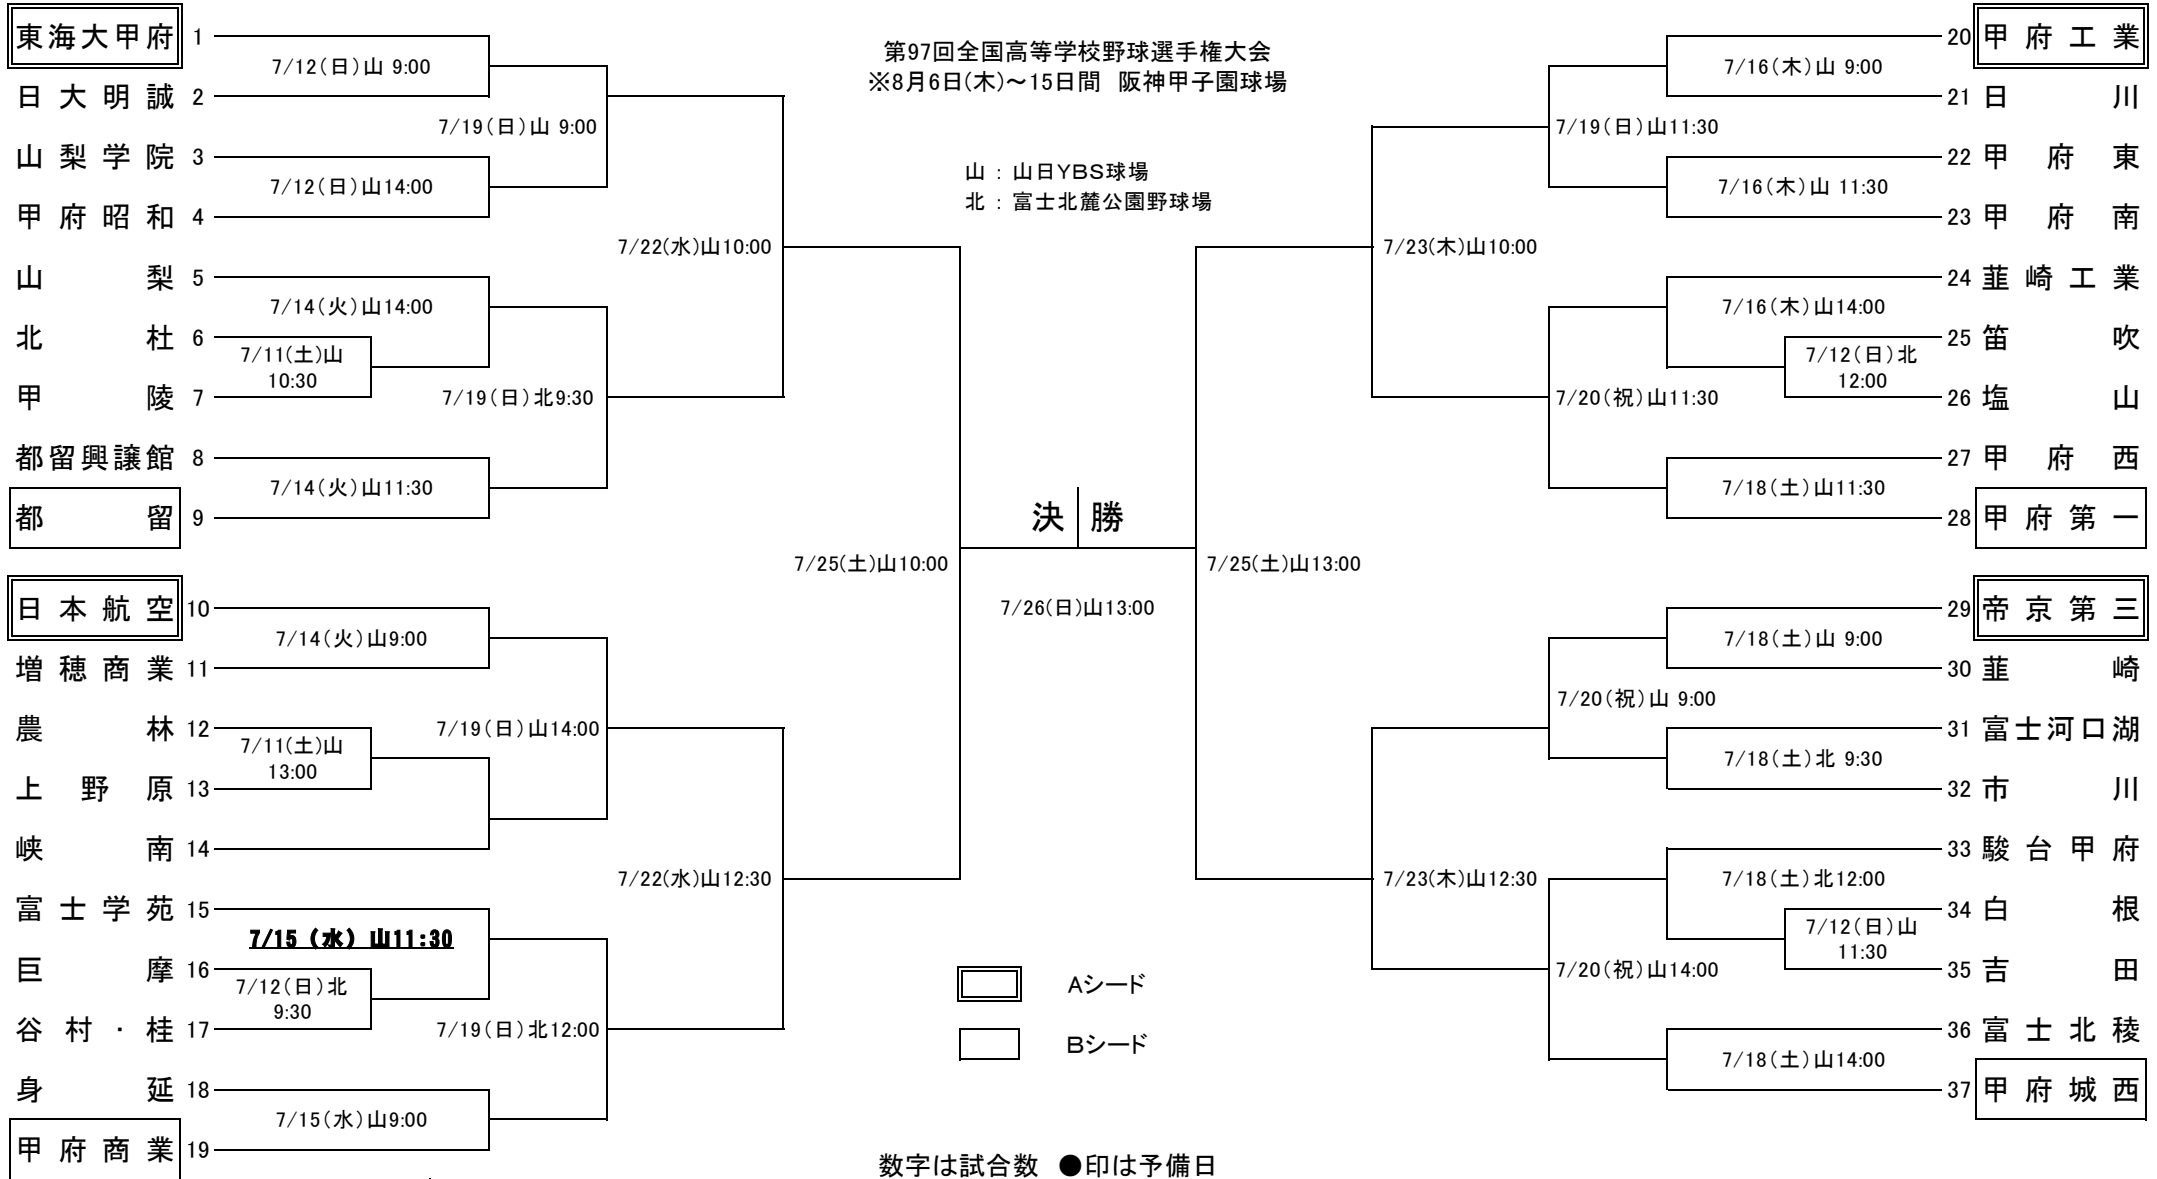 東海大甲府 1
7/12(日)山 9:00
日大明誠 2
7/19(日)山 9:00
山梨学院 3
7/12(日)山14:00
甲府昭和 4
7/22(水)山10:00
山梨 5
7/14(火)山14:00
北杜 6
7/11(土)山
10:30
甲陵 7
7/19(日)北9:30
都留興譲館 8
7/14(火)山11:30
都留 9
7/25(土)山10:00
日本航空 10
7/14(火)山9:00
増穂商業 11
農林 12
7/19(日)山14:00
7/11(土)山
13:00
上野原 13
峡南 14
7/22(水)山12:30
富士学苑 15
7/15(水)山11:30
巨摩 16
7/12(日)北
9:30
谷村・桂 17
7/19(日)北12:00
身延 18
7/15(水)山9:00
甲府商業 19
第97回全国高等学校野球選手権大会
※8月6日(木)~15日間 阪神甲子園球場
山 : 山日YBS球場
北 : 富士北麓公園野球場
決勝
7/26(日)山13:00
Aシード
Bシード
数字は試合数 ●印は予備日
20 甲府工業
7/16(木)山 9:00
21 日川
7/19(日)山11:30
22 甲府東
7/16(木)山 11:30
23 甲府南
7/23(木)山10:00
24 韮崎工業
7/16(木)山14:00
25 笛吹
7/12(日)北
12:00
26 塩山
7/20(祝)山11:30
27 甲府西
7/18(土)山11:30
28 甲府第一
7/25(土)山13:00
29 帝京第三
7/18(土)山 9:00
30 韮崎
7/20(祝)山 9:00
31 富士河口湖
7/18(土)北 9:30
32 市川
33 駿台甲府
7/23(木)山12:30
7/18(土)北12:00
34 白根
7/12(日)山
11:30
35 吉田
7/20(祝)山14:00
36 富士北稜
7/18(土)山14:00
37 甲府城西